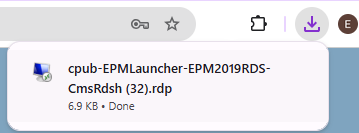 E
cpub-EPMLauncher-EPM2019RDS-
CmsRdsh (32).rdp
6.9 KB • Done